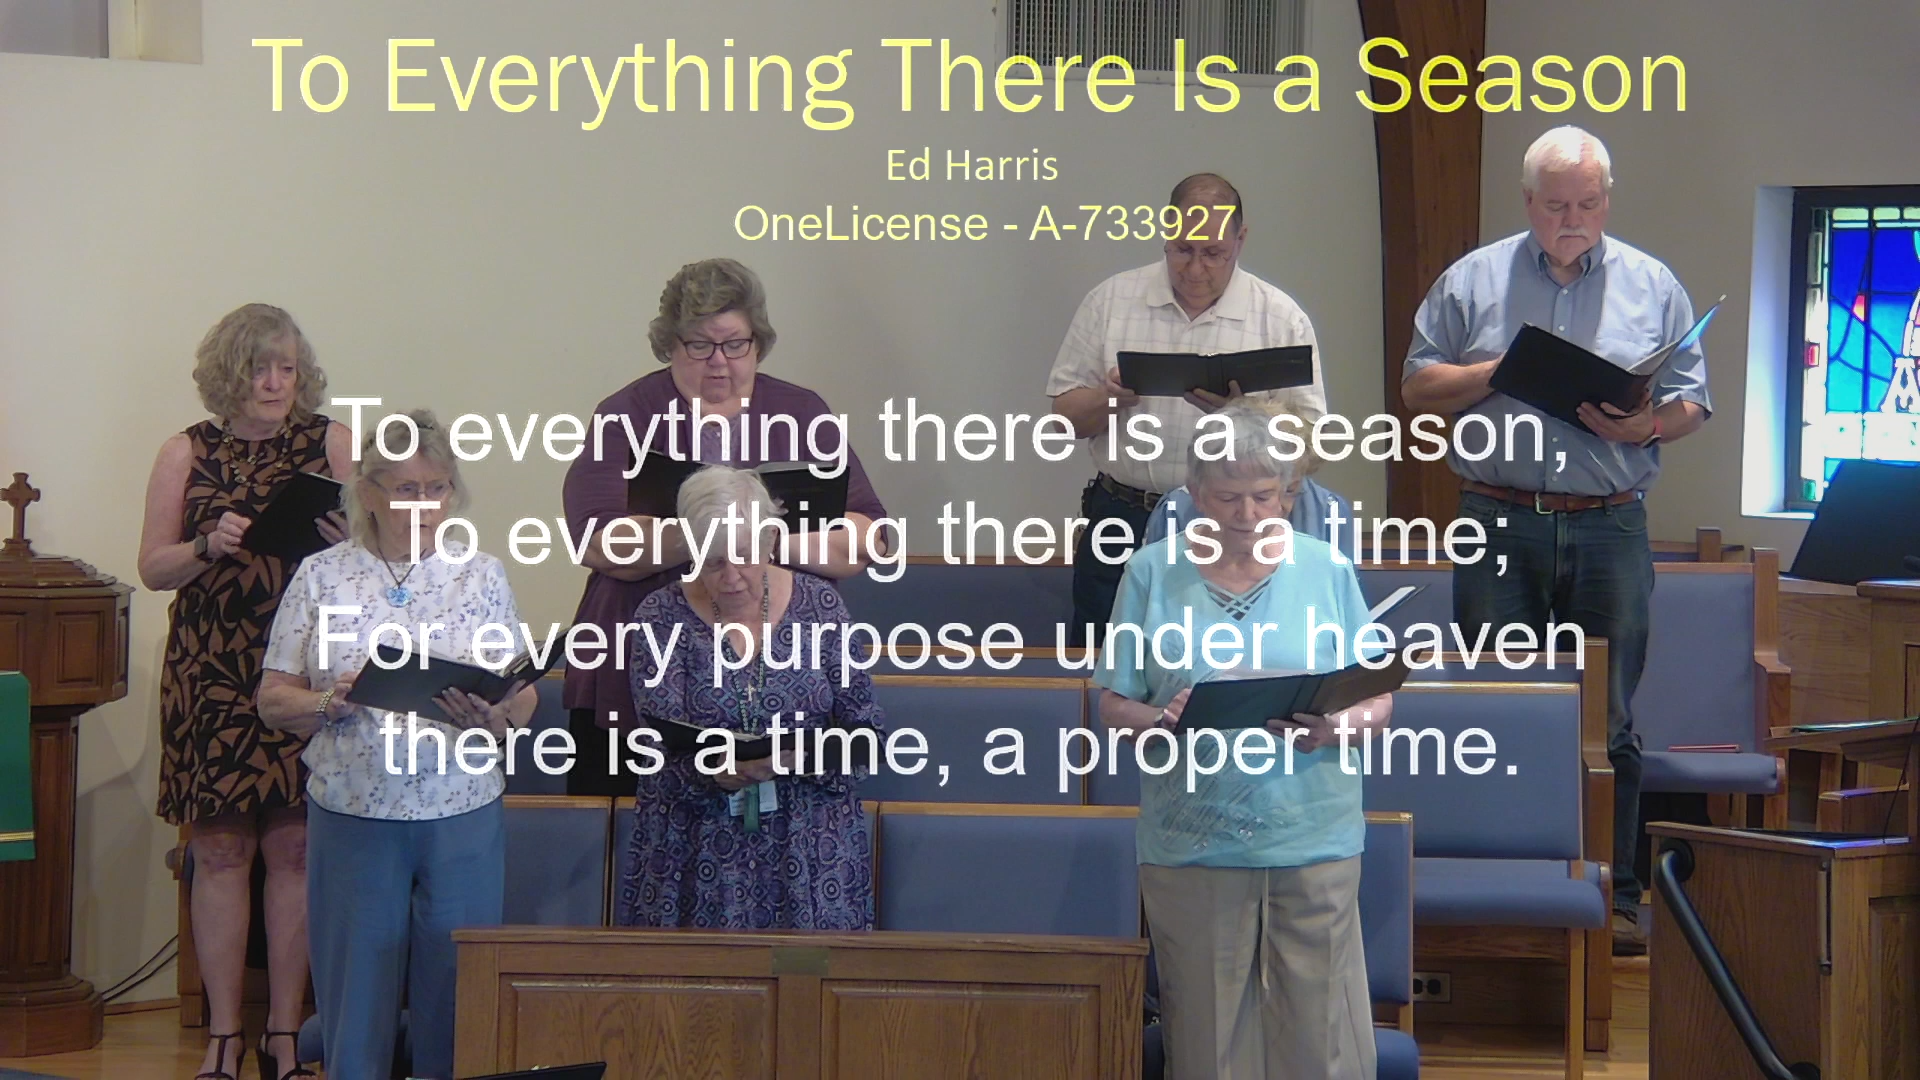 To Everything There Is a Season
Ed Harris
OneLicense - A-733927
To everything there is a season,
To everything there is a time;
For every purpose under heaven
there is a time, a proper time.